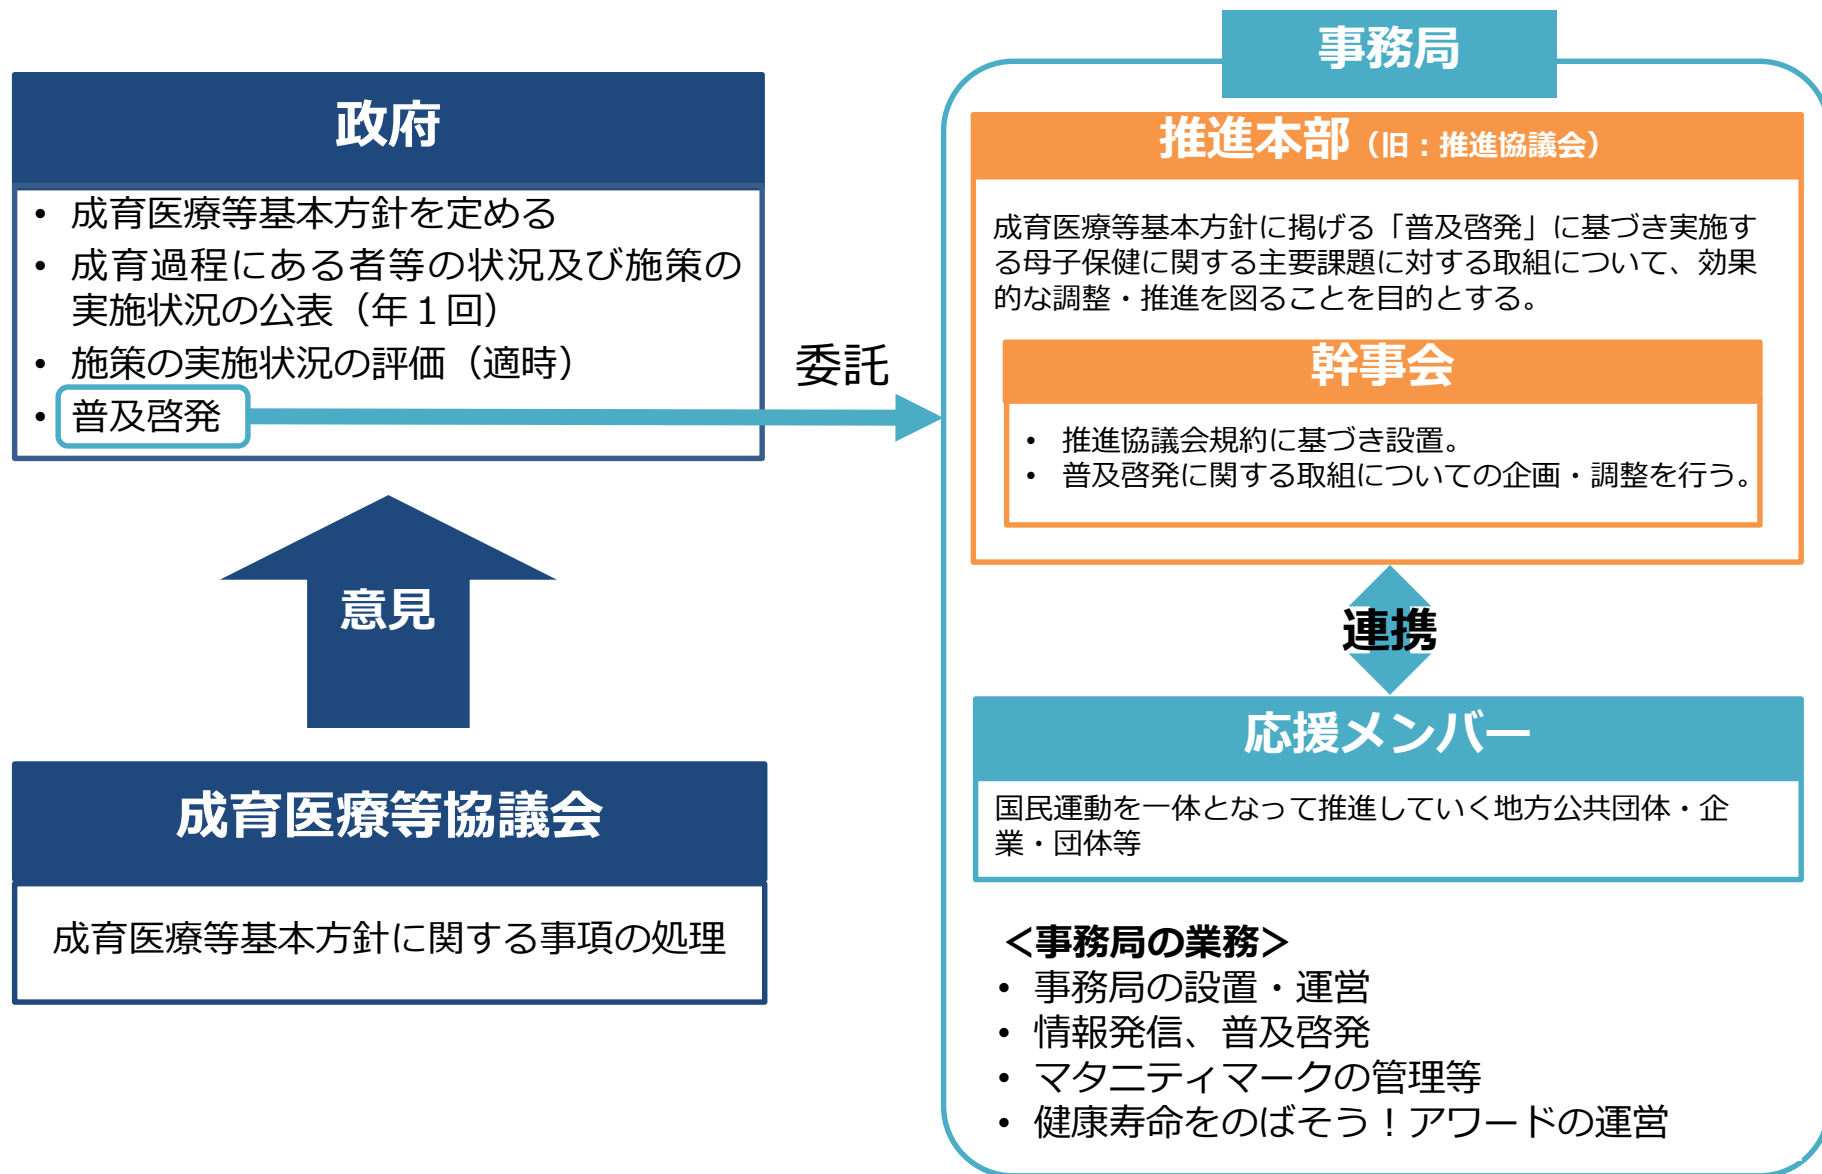 政府
• 成育医療等基本方針を定める
• 成育過程にある者等の状況及び施策の
実施状況の公表（年１回）
• 施策の実施状況の評価（適時）
• 普及啓発
委託
意見
成育医療等協議会
成育医療等基本方針に関する事項の処理
事務局
推進本部（旧：推進協議会）
成育医療等基本方針に掲げる「普及啓発」に基づき実施す
る母子保健に関する主要課題に対する取組について、効果
的な調整・推進を図ることを目的とする。
幹事会
• 推進協議会規約に基づき設置。
• 普及啓発に関する取組についての企画・調整を行う。
連携
応援メンバー
国民運動を一体となって推進していく地方公共団体・企
業・団体等
＜事務局の業務＞
• 事務局の設置・運営
• 情報発信、普及啓発
• マタニティマークの管理等
• 健康寿命をのばそう！アワードの運営